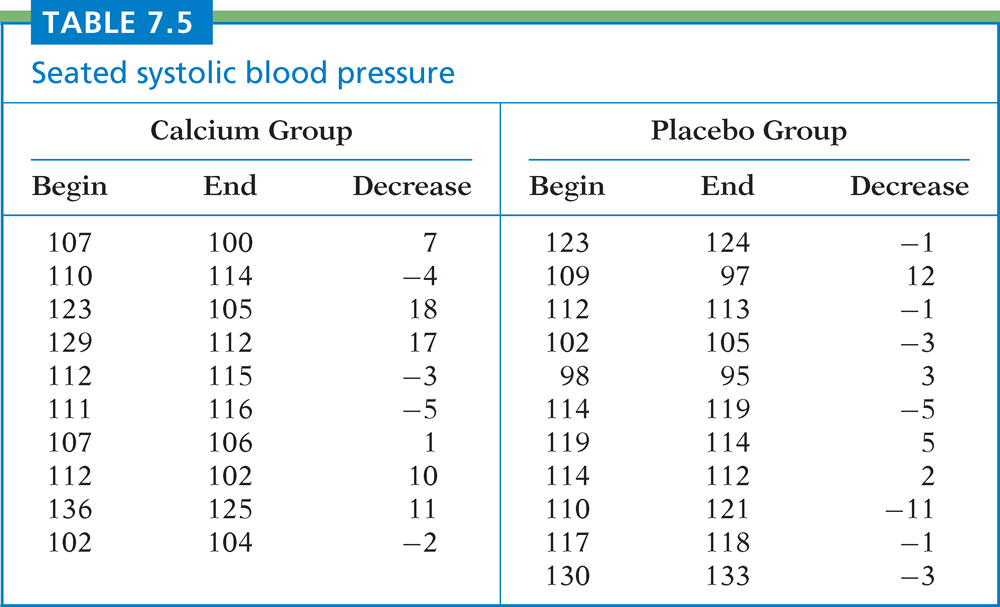 TABLE 7.5
Seated systolic blood pressure
Calcium Group Placebo Group
Begin End Decrease Begin End Decrease
107 100 7 123 124 −1
110 114 −4 109 97 12
123 105 18 112 113 −1
129 112 17 102 105 −3
112 115 −3 98 95 3
111 116 −5 114 119 −5
107 106 1 119 114 5
112 102 10 114 112 2
136 125 11 110 121 −11
102 104 −2 117 118 −1
130 133 −3